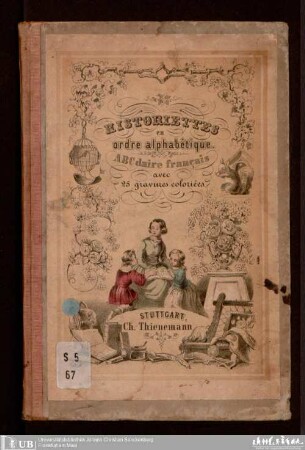 HISTORIETTES
en
ordre alphabétique.
ABCdaire français
avec
25 gravures coloriées
STUTTGART,
Ch. Thienemann
S 5
67
UB